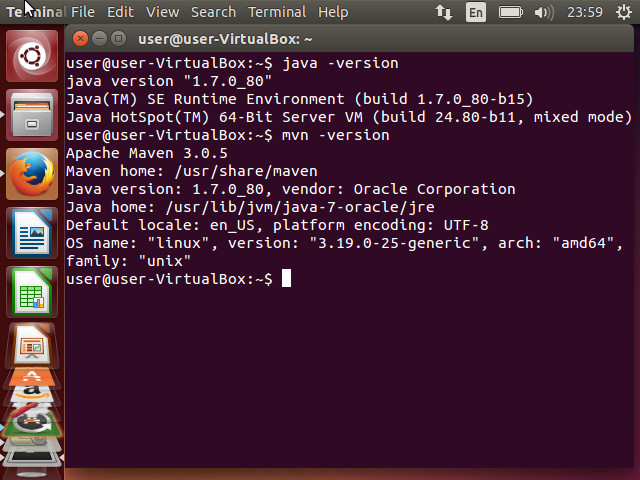 Terminal File Edit View Search Terminal Help En 23:59
user@user-VirtualBox: ~
user@user-VirtualBox:~$ java -version
java version "1.7.0_80"
Java(TM) SE Runtime Environment (build 1.7.0_80-b15)
Java HotSpot(TM) 64-Bit Server VM (build 24.80-b11, mixed mode)
user@user-VirtualBox:~$ mvn -version
Apache Maven 3.0.5
Maven home: /usr/share/maven
Java version: 1.7.0_80, vendor: Oracle Corporation
Java home: /usr/lib/jvm/java-7-oracle/jre
Default locale: en_US, platform encoding: UTF-8
OS name: "linux", version: "3.19.0-25-generic", arch: "amd64",
family: "unix"
user@user-VirtualBox:~$